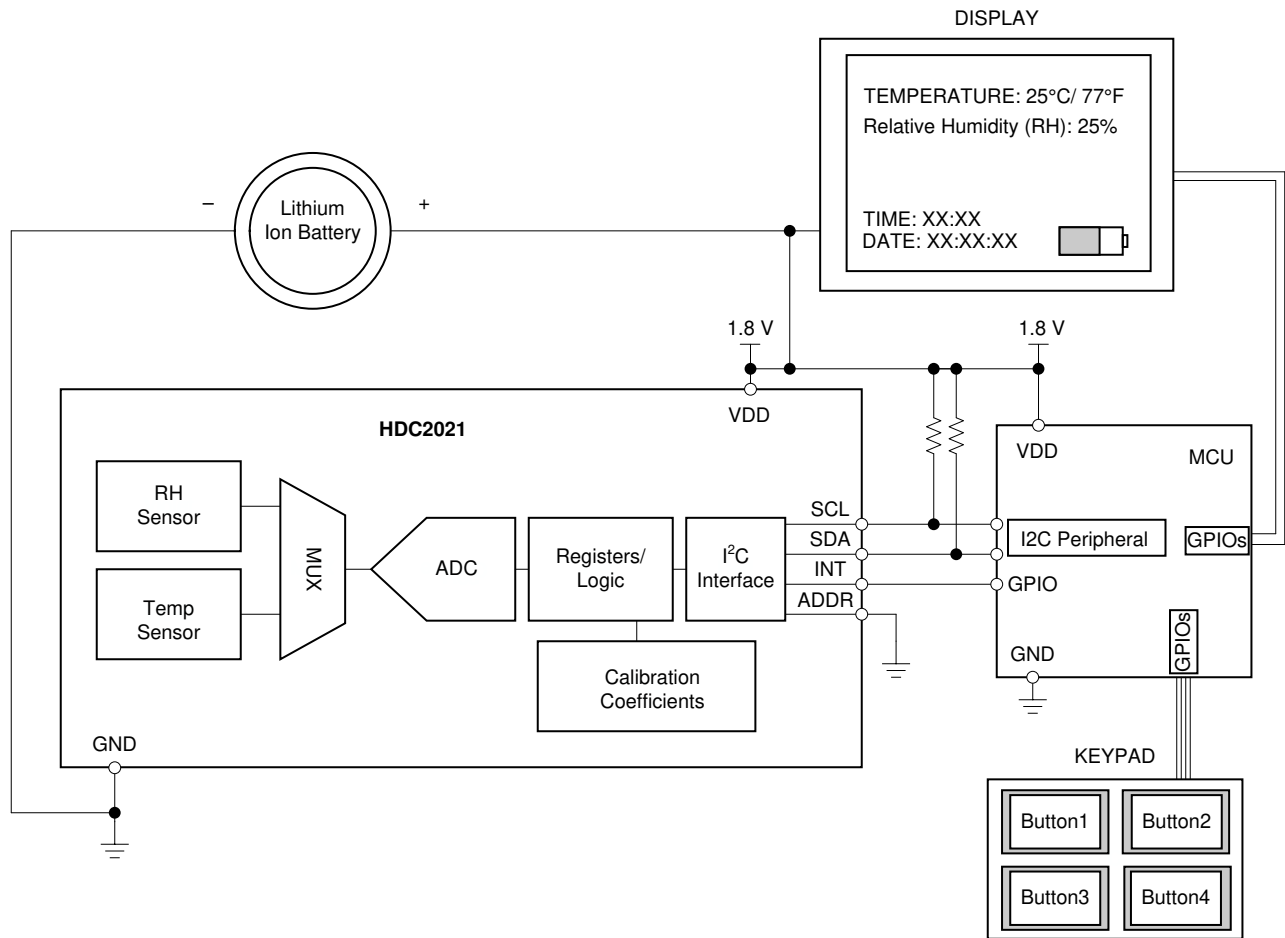 DISPLAY
TEMPERATURE: 25°C/ 77°F
Relative Humidity (RH): 25%
TIME: XX:XX
DATE: XX:XX:XX
–
Lithium
Ion Battery
+
1.8 V
1.8 V
VDD
HDC2021
VDD
MCU
RH
Sensor
MUX
ADC
Registers/
Logic
I²C
Interface
Temp
Sensor
Calibration
Coefficients
SCL
SDA
INT
ADDR
I2C Peripheral
GPIOs
GPIO
GPIOs
GND
GND
KEYPAD
Button1
Button2
Button3
Button4